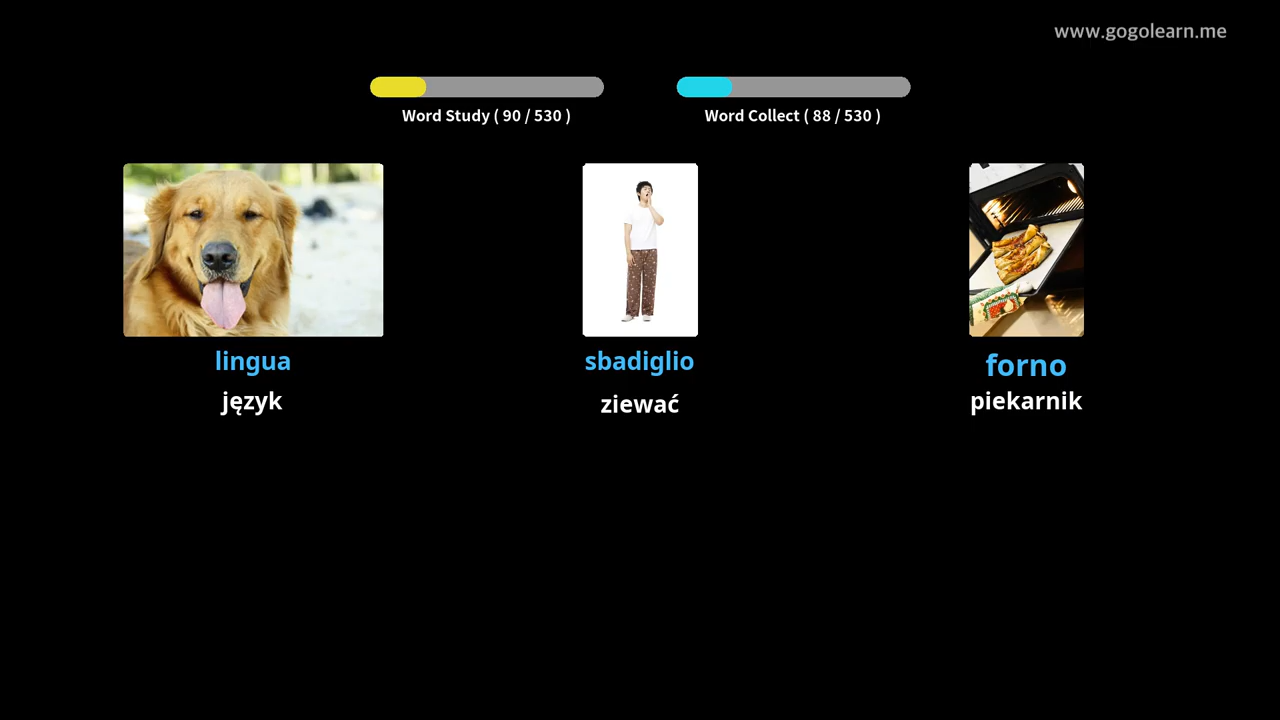 www.gogolearn.me
Word Study ( 90 / 530 )
Word Collect ( 88 / 530 )
lingua
język
sbadiglio
ziewać
forno
piekarnik